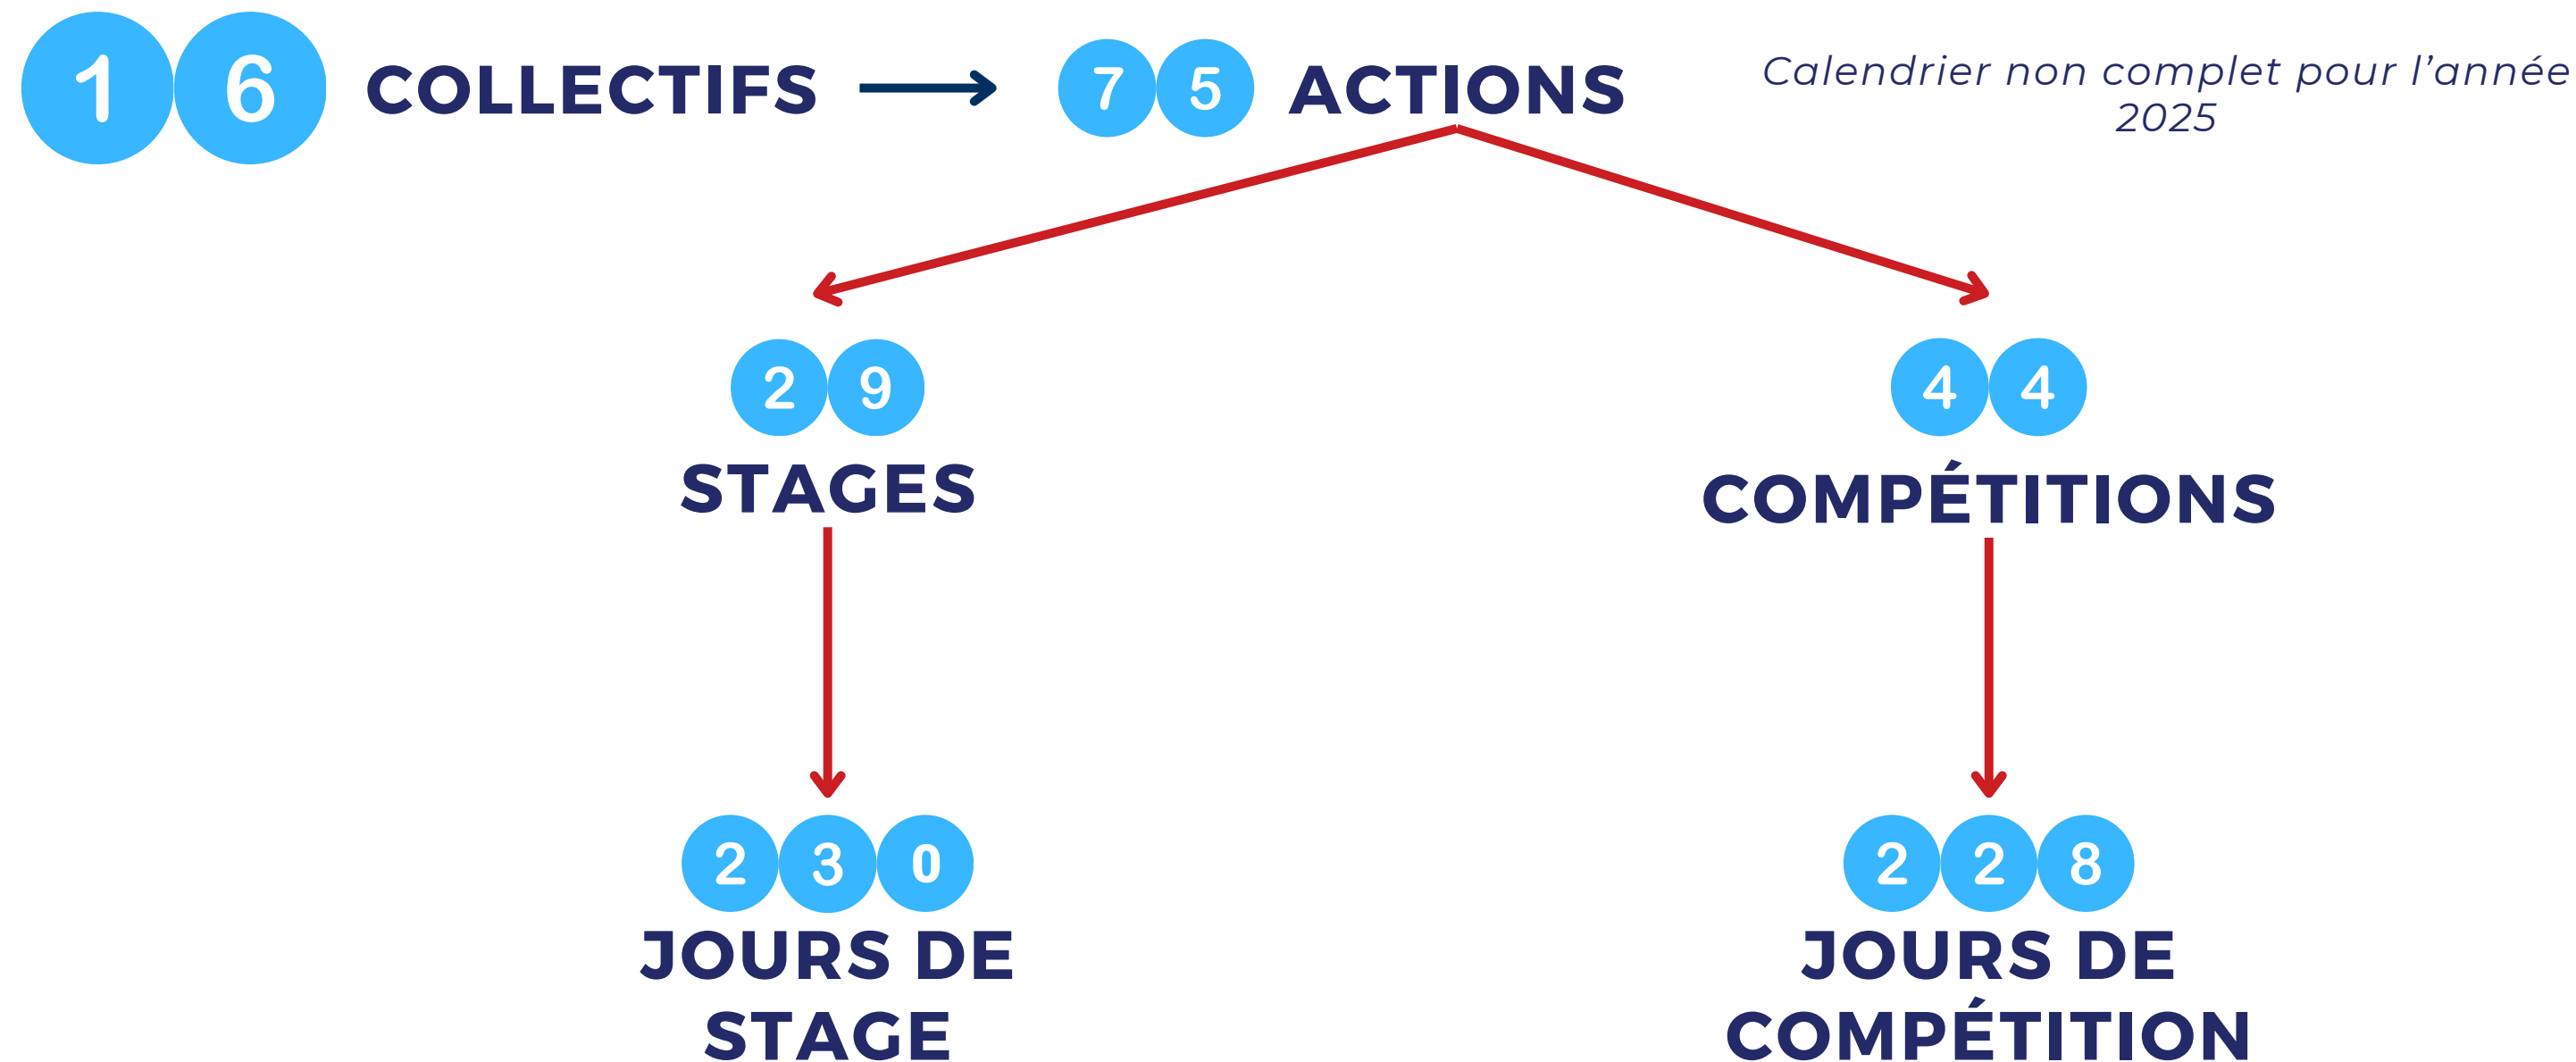 16 COLLECTIFS
75 ACTIONS
Calendrier non complet pour l'année
2025
29
STAGES
44
COMPÉTITIONS
230
JOURS DE
STAGE
228
JOURS DE
COMPÉTITION